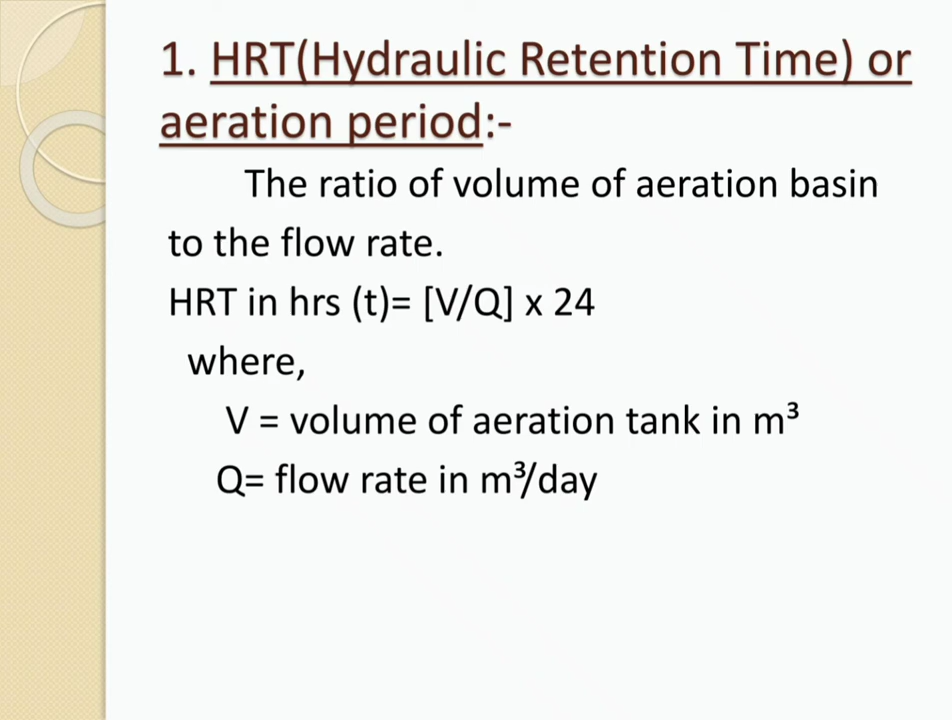 1. HRT(Hydraulic Retention Time) or
aeration period:-
The ratio of volume of aeration basin
to the flow rate.
HRT in hrs (t)= [V/Q] x 24
where,
V = volume of aeration tank in m³
Q= flow rate in m³/day